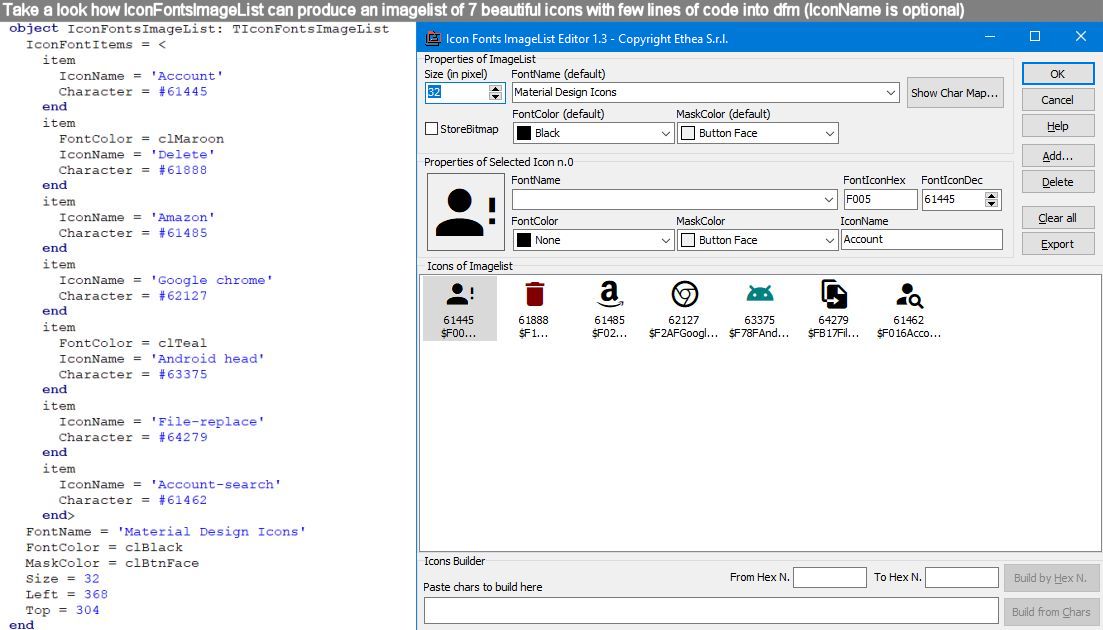 Take a look how IconFontsImageList can produce an imagelist of 7 beautiful icons with few lines of code into dfm (IconName is optional)
object IconFontsImageList: TIconFontsImageList
IconFontItems = <
item
IconName = 'Account'
Character = #61445
end
item
FontColor = clMaroon
IconName = 'Delete'
Character = #61888
end
item
IconName = 'Amazon'
Character = #61485
end
item
IconName = 'Google chrome'
Character = #62127
end
item
FontColor = clTeal
IconName = 'Android head'
Character = #63375
end
item
IconName = 'File-replace'
Character = #64279
end
item
IconName = 'Account-search'
Character = #61462
end>
FontName = 'Material Design Icons'
FontColor = clBlack
MaskColor = clBtnFace
Size = 32
Left = 368
Top = 304
end
Icon Fonts ImageList Editor 1.3 - Copyright Ethea S.r.l.
Properties of ImageList
Size (in pixel) FontName (default)
32 Material Design Icons Show Char Map...
FontColor (default) MaskColor (default)
StoreBitmap Black Button Face
OK
Cancel
Help
Add...
Delete
Clear all
Export
Properties of Selected Icon n.0
FontName FontIconHex FontIconDec
F005 61445
FontColor MaskColor IconName
None Button Face Account
Icons of Imagelist
61445 61888 61485 62127 63375 64279 61462
$F00... $F1... $F02... $F2AFGoogl... $F78FAnd... $FB17Fil... $F016Acco...
Icons Builder
From Hex N. To Hex N. Build by Hex N.
Paste chars to build here
Build from Chars